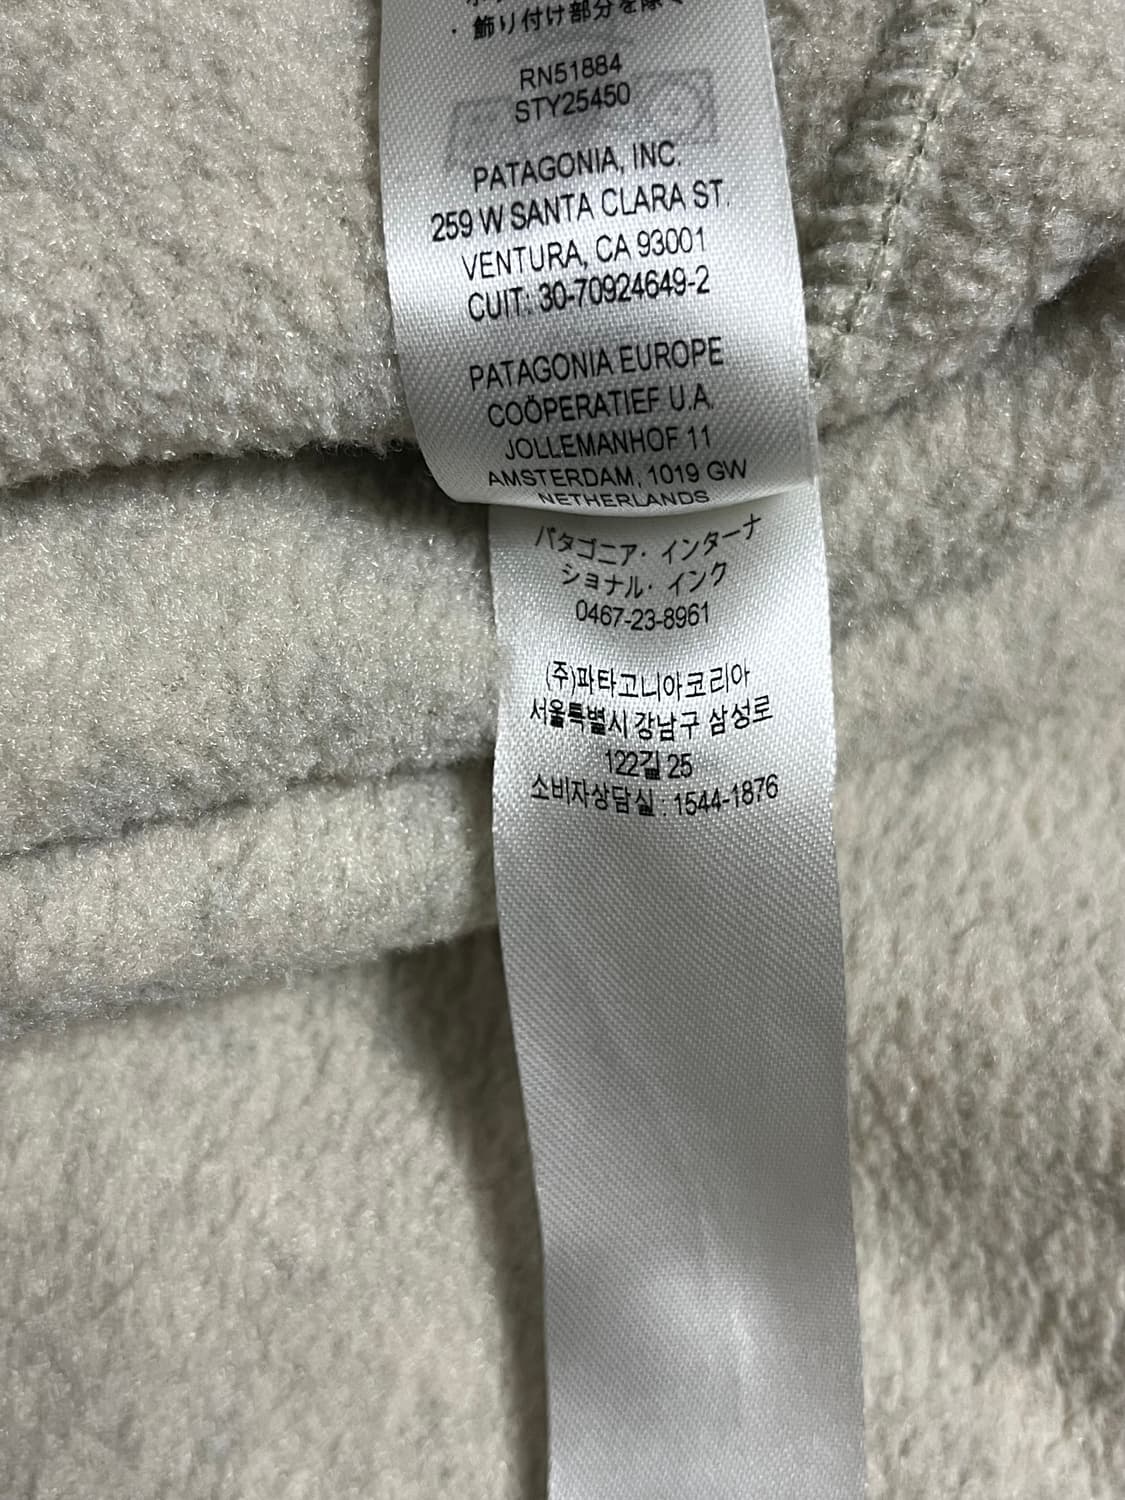 ・飾り付け部分を除く
RN51884
STY25450
PATAGONIA, INC.
259 W SANTA CLARA ST.
VENTURA, CA 93001
CUIT: 30-70924649-2
PATAGONIA EUROPE
COÖPERATIEF U.A.
JOLLEMANHOF 11
AMSTERDAM, 1019 GW
NETHERLANDS
パタゴニア・インターナ
ショナル・インク
0467-23-8961
(주)파타고니아코리아
서울특별시 강남구 삼성로
122길 25
소비자상담실 : 1544-1876